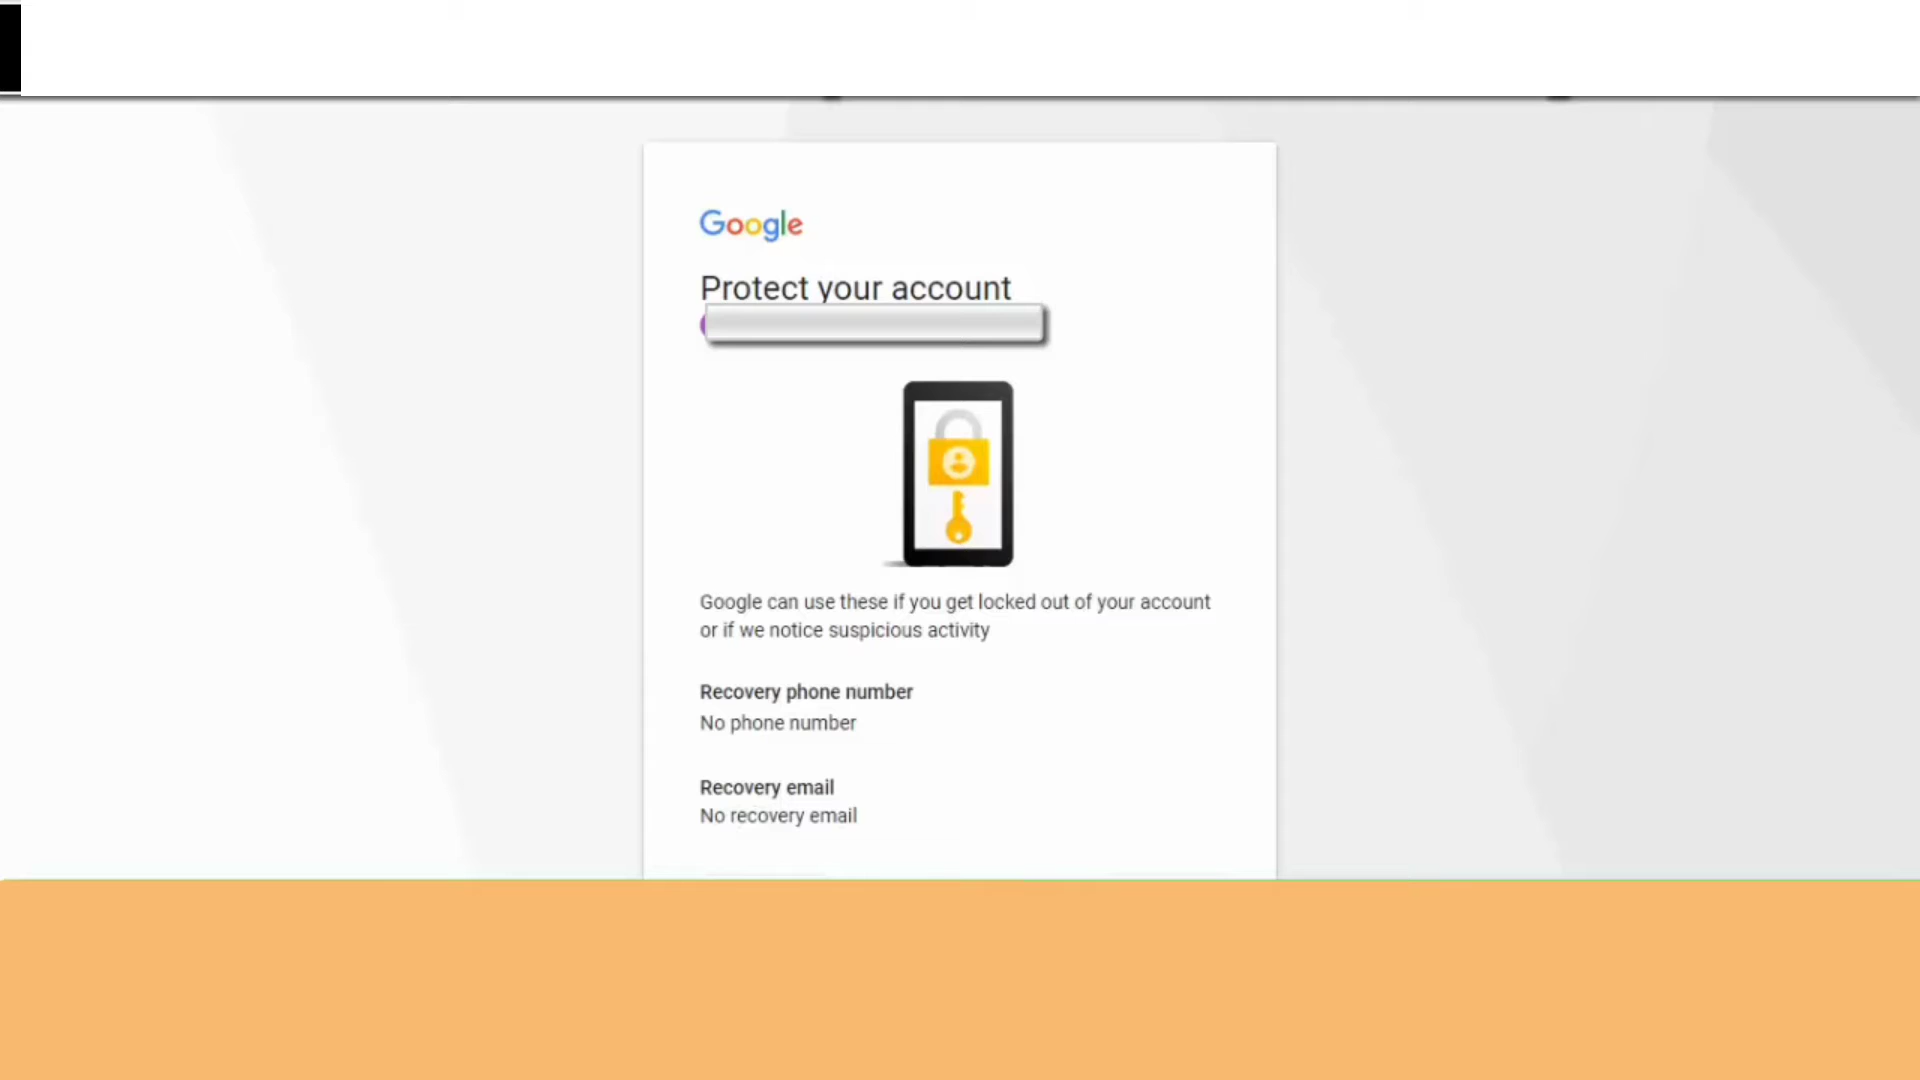 Google
Protect your account
Google can use these if you get locked out of your account
or if we notice suspicious activity
Recovery phone number
No phone number
Recovery email
No recovery email